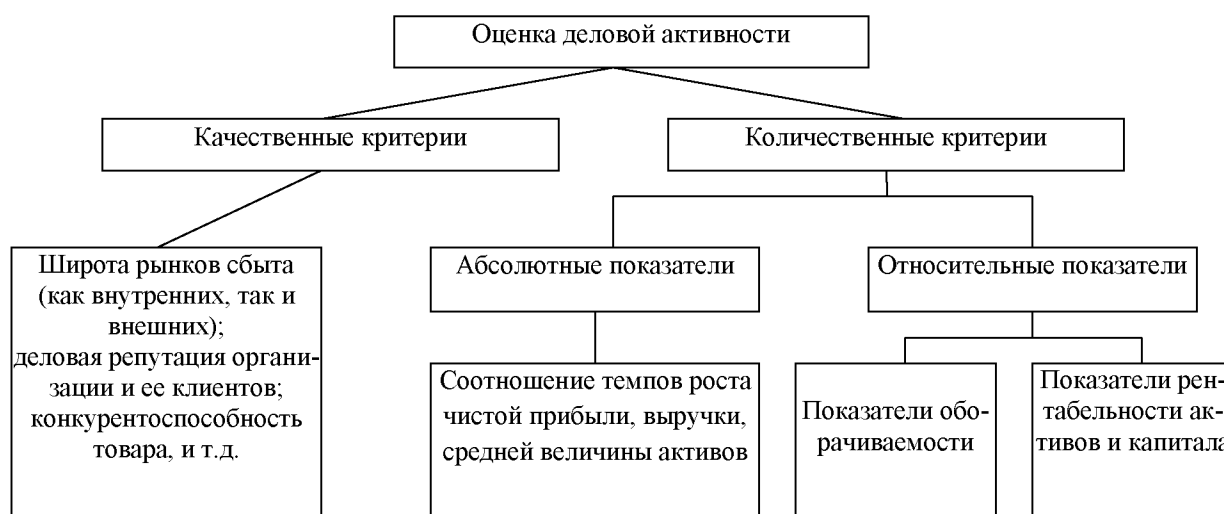 Оценка деловой активности
Качественные критерии
Количественные критерии
Широта рынков сбыта
(как внутренних, так и
внешних);
деловая репутация органи-
зации и ее клиентов;
конкурентоспособность
товара, и т.д.
Абсолютные показатели
Относительные показатели
Соотношение темпов роста
чистой прибыли, выручки,
средней величины активов
Показатели обо-
рачиваемости
Показатели рен-
табельности ак-
тивов и капитала